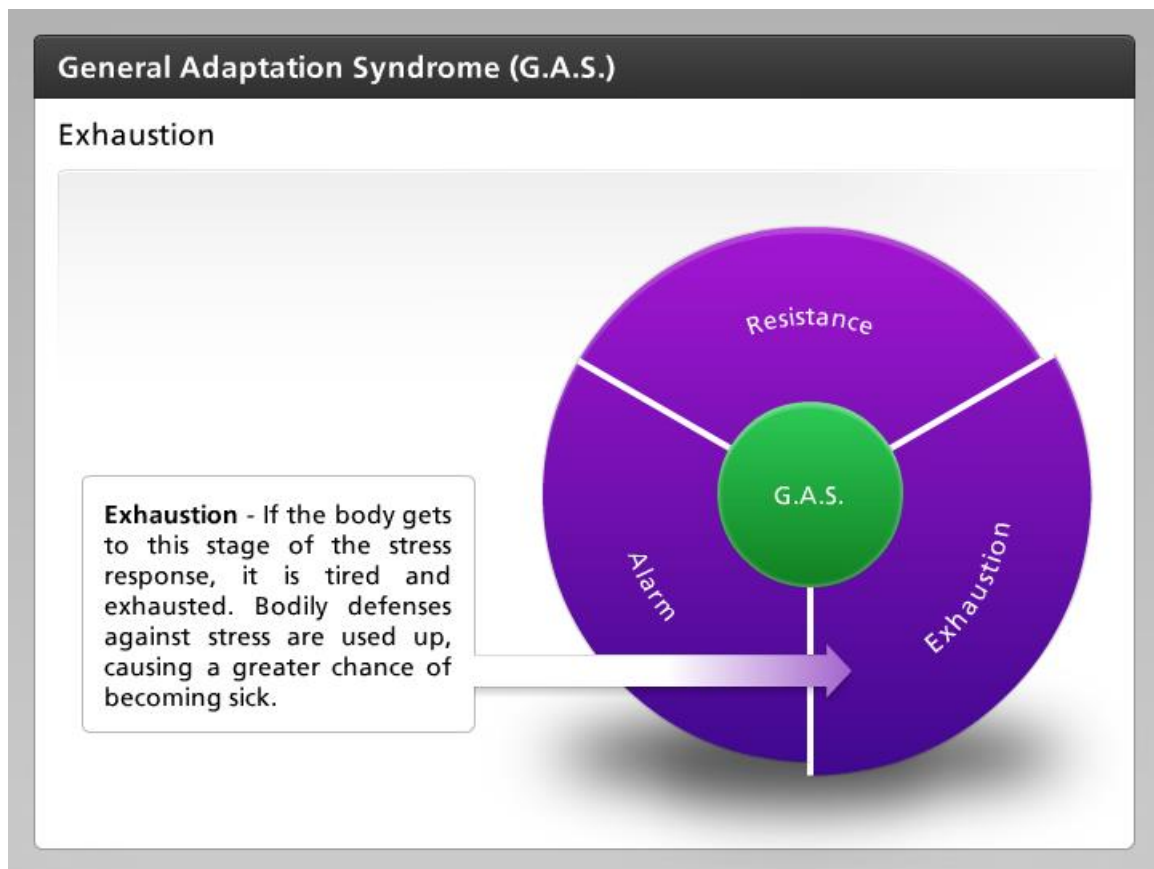 General Adaptation Syndrome (G.A.S.)
Exhaustion
Resistance
G.A.S.
Alarm
Exhaustion
Exhaustion - If the body gets
to this stage of the stress
response, it is tired and
exhausted. Bodily defenses
against stress are used up,
causing a greater chance of
becoming sick.